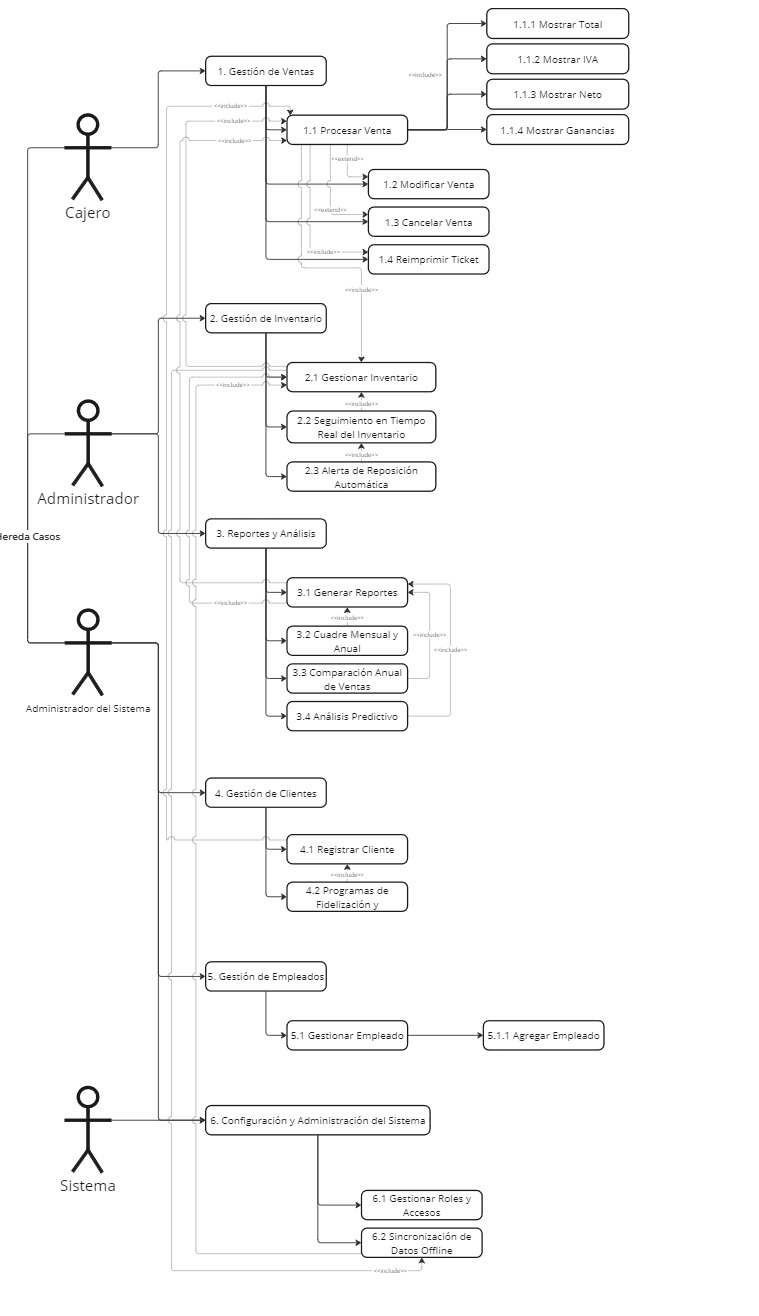 1.1.1 Mostrar Total
1.1.2 Mostrar IVA
<<include>>
1. Gestión de Ventas
1.1.3 Mostrar Neto
<<include>>
<<include>>
1.1 Procesar Venta
1.1.4 Mostrar Ganancias
<<include>>
<<extend>>
1.2 Modificar Venta
Cajero
<<extend>>
1.3 Cancelar Venta
<<include>>
1.4 Reimprimir Ticket
<<include>>
2. Gestión de Inventario
2.1 Gestionar Inventario
<<include>>
<<include>>
2.2 Seguimiento en Tiempo
Real del Inventario
<<include>>
2.3 Alerta de Reposición
Automática
Administrador
3. Reportes y Análisis
Hereda Casos
3.1 Generar Reportes
<<include>>
<<include>>
3.2 Cuadre Mensual y
Anual
<<include>>
<<include>>
3.3 Comparación Anual
de Ventas
Administrador del Sistema
3.4 Análisis Predictivo
4. Gestión de Clientes
4.1 Registrar Cliente
<<include>>
4.2 Programas de
Fidelización y
5. Gestión de Empleados
5.1 Gestionar Empleado
5.1.1 Agregar Empleado
6. Configuración y Administración del Sistema
Sistema
6.1 Gestionar Roles y
Accesos
6.2 Sincronización de
Datos Offline
<<include>>